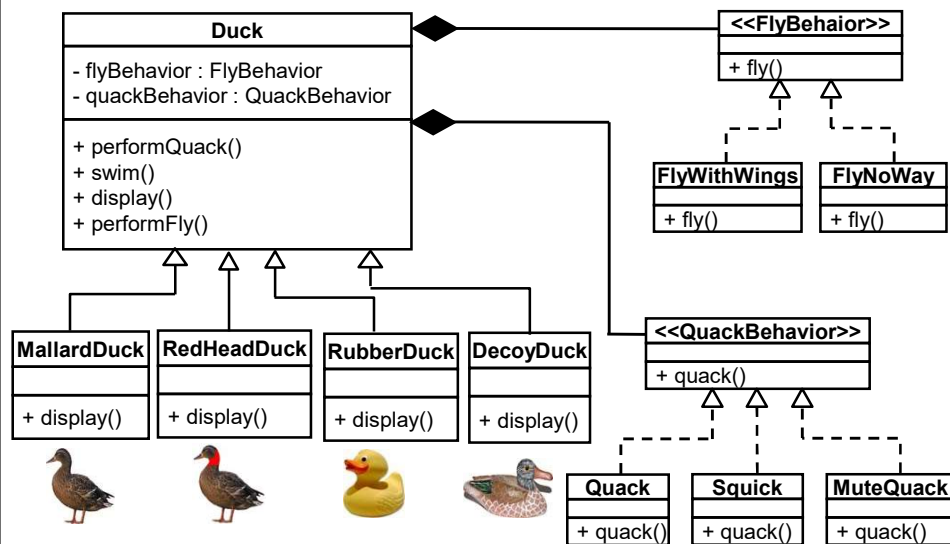 Duck
- flyBehavior : FlyBehavior
- quackBehavior : QuackBehavior
+ performQuack()
+ swim()
+ display()
+ performFly()
<<FlyBehaior>>
+ fly()
FlyWithWings
+ fly()
FlyNoWay
+ fly()
MallardDuck
+ display()
RedHeadDuck
+ display()
RubberDuck
+ display()
DecoyDuck
+ display()
<<QuackBehavior>>
+ quack()
Quack
+ quack()
Squick
+ quack()
MuteQuack
+ quack()